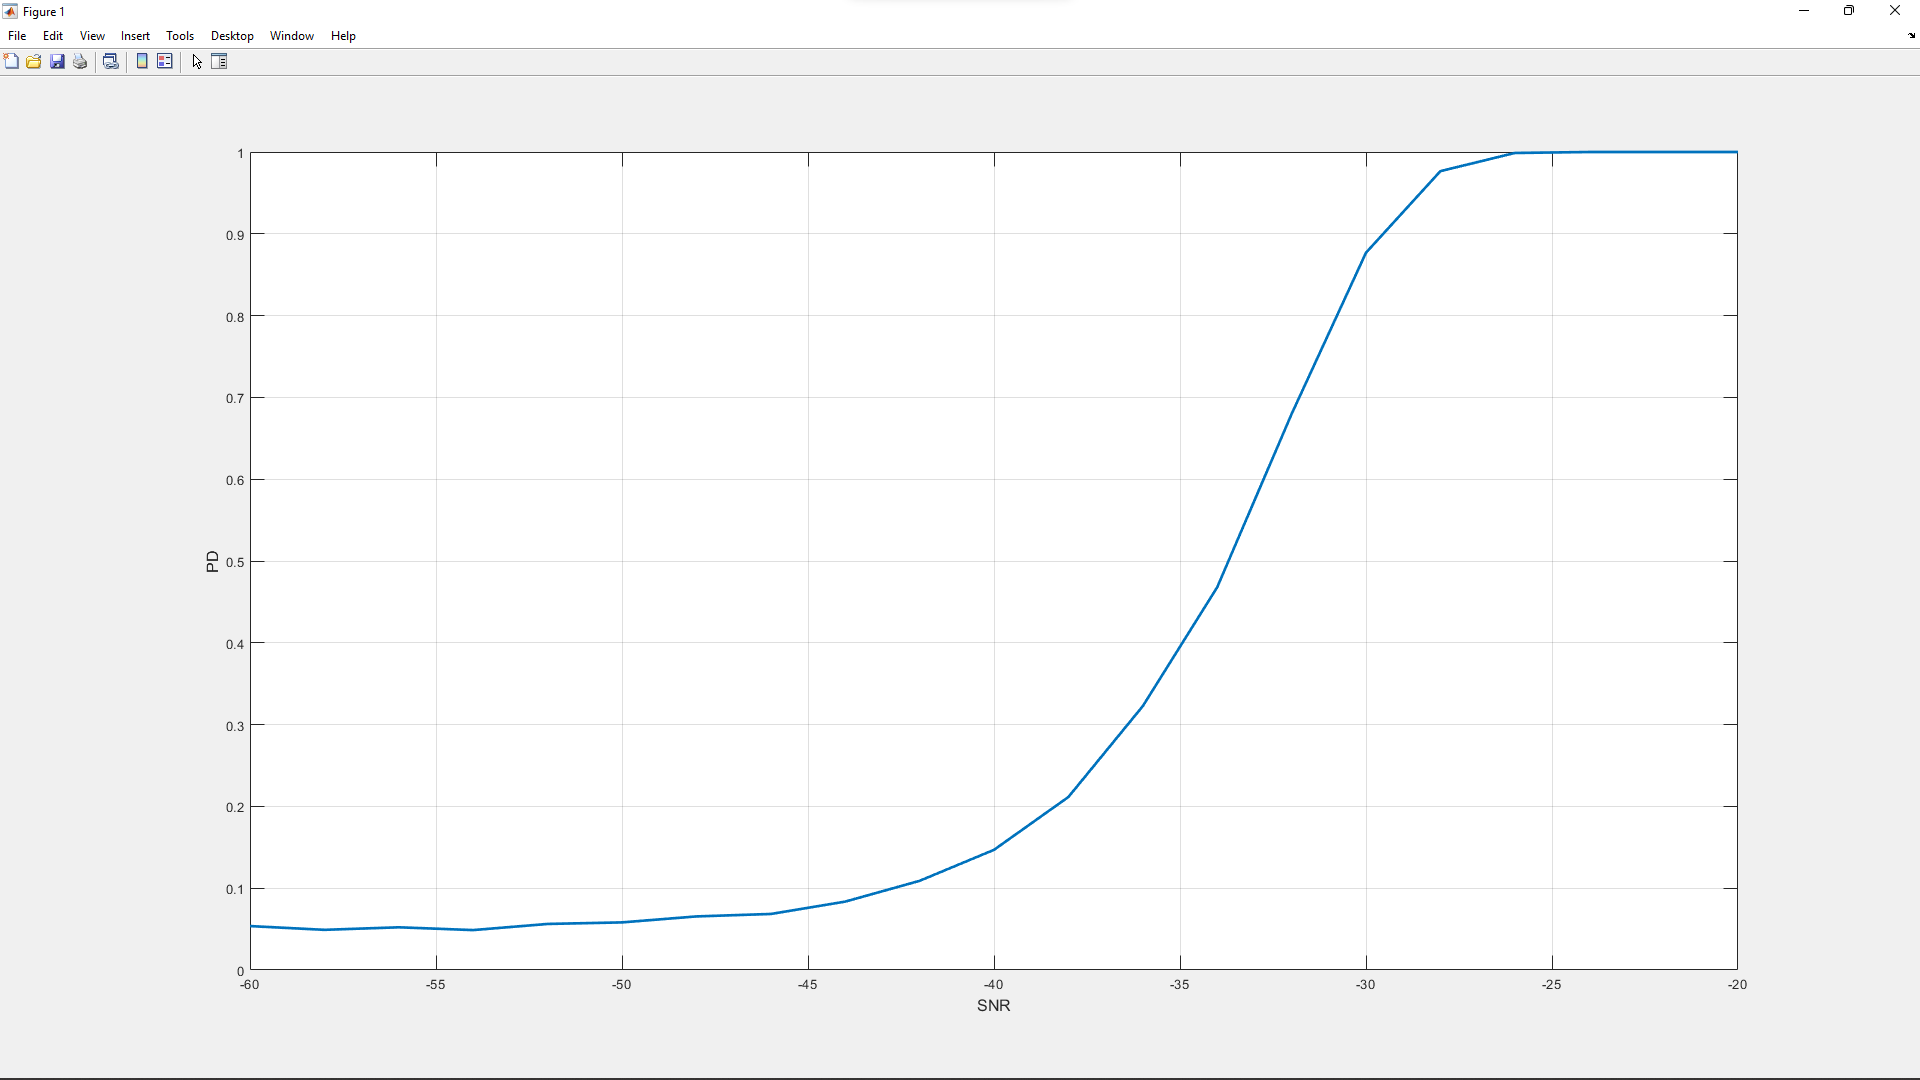 Figure 1
File Edit View Insert Tools Desktop Window Help
1
0.9
0.8
0.7
0.6
PD
0.5
0.4
0.3
0.2
0.1
0
-60 -55 -50 -45 -40 -35 -30 -25 -20
SNR